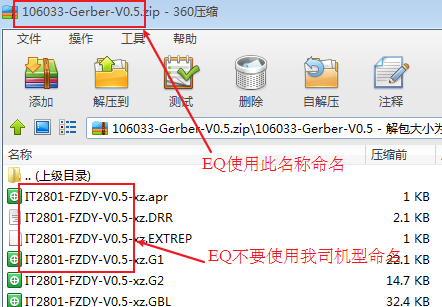 106033-Gerber-V0.5.zip - 360压缩
文件 操作 工具 帮助
添加 解压到 测试 删除 自解压 注释
106033-Gerber-V0.5.zip\106033-Gerber-V0.5 - 解包大小为
名称 压缩前
EQ使用此名称命名
.. (上级目录)
IT2801-FZDY-V0.5-xz.apr 1 KB
IT2801-FZDY-V0.5-xz.DRR 2.1 KB
IT2801-FZDY-V0.5-xz.EXTREP 1 KB
EQ不要使用我司机型命名
IT2801-FZDY-V0.5-xz.G1 22.1 KB
IT2801-FZDY-V0.5-xz.G2 14.7 KB
IT2801-FZDY-V0.5-xz.GBL 32.4 KB